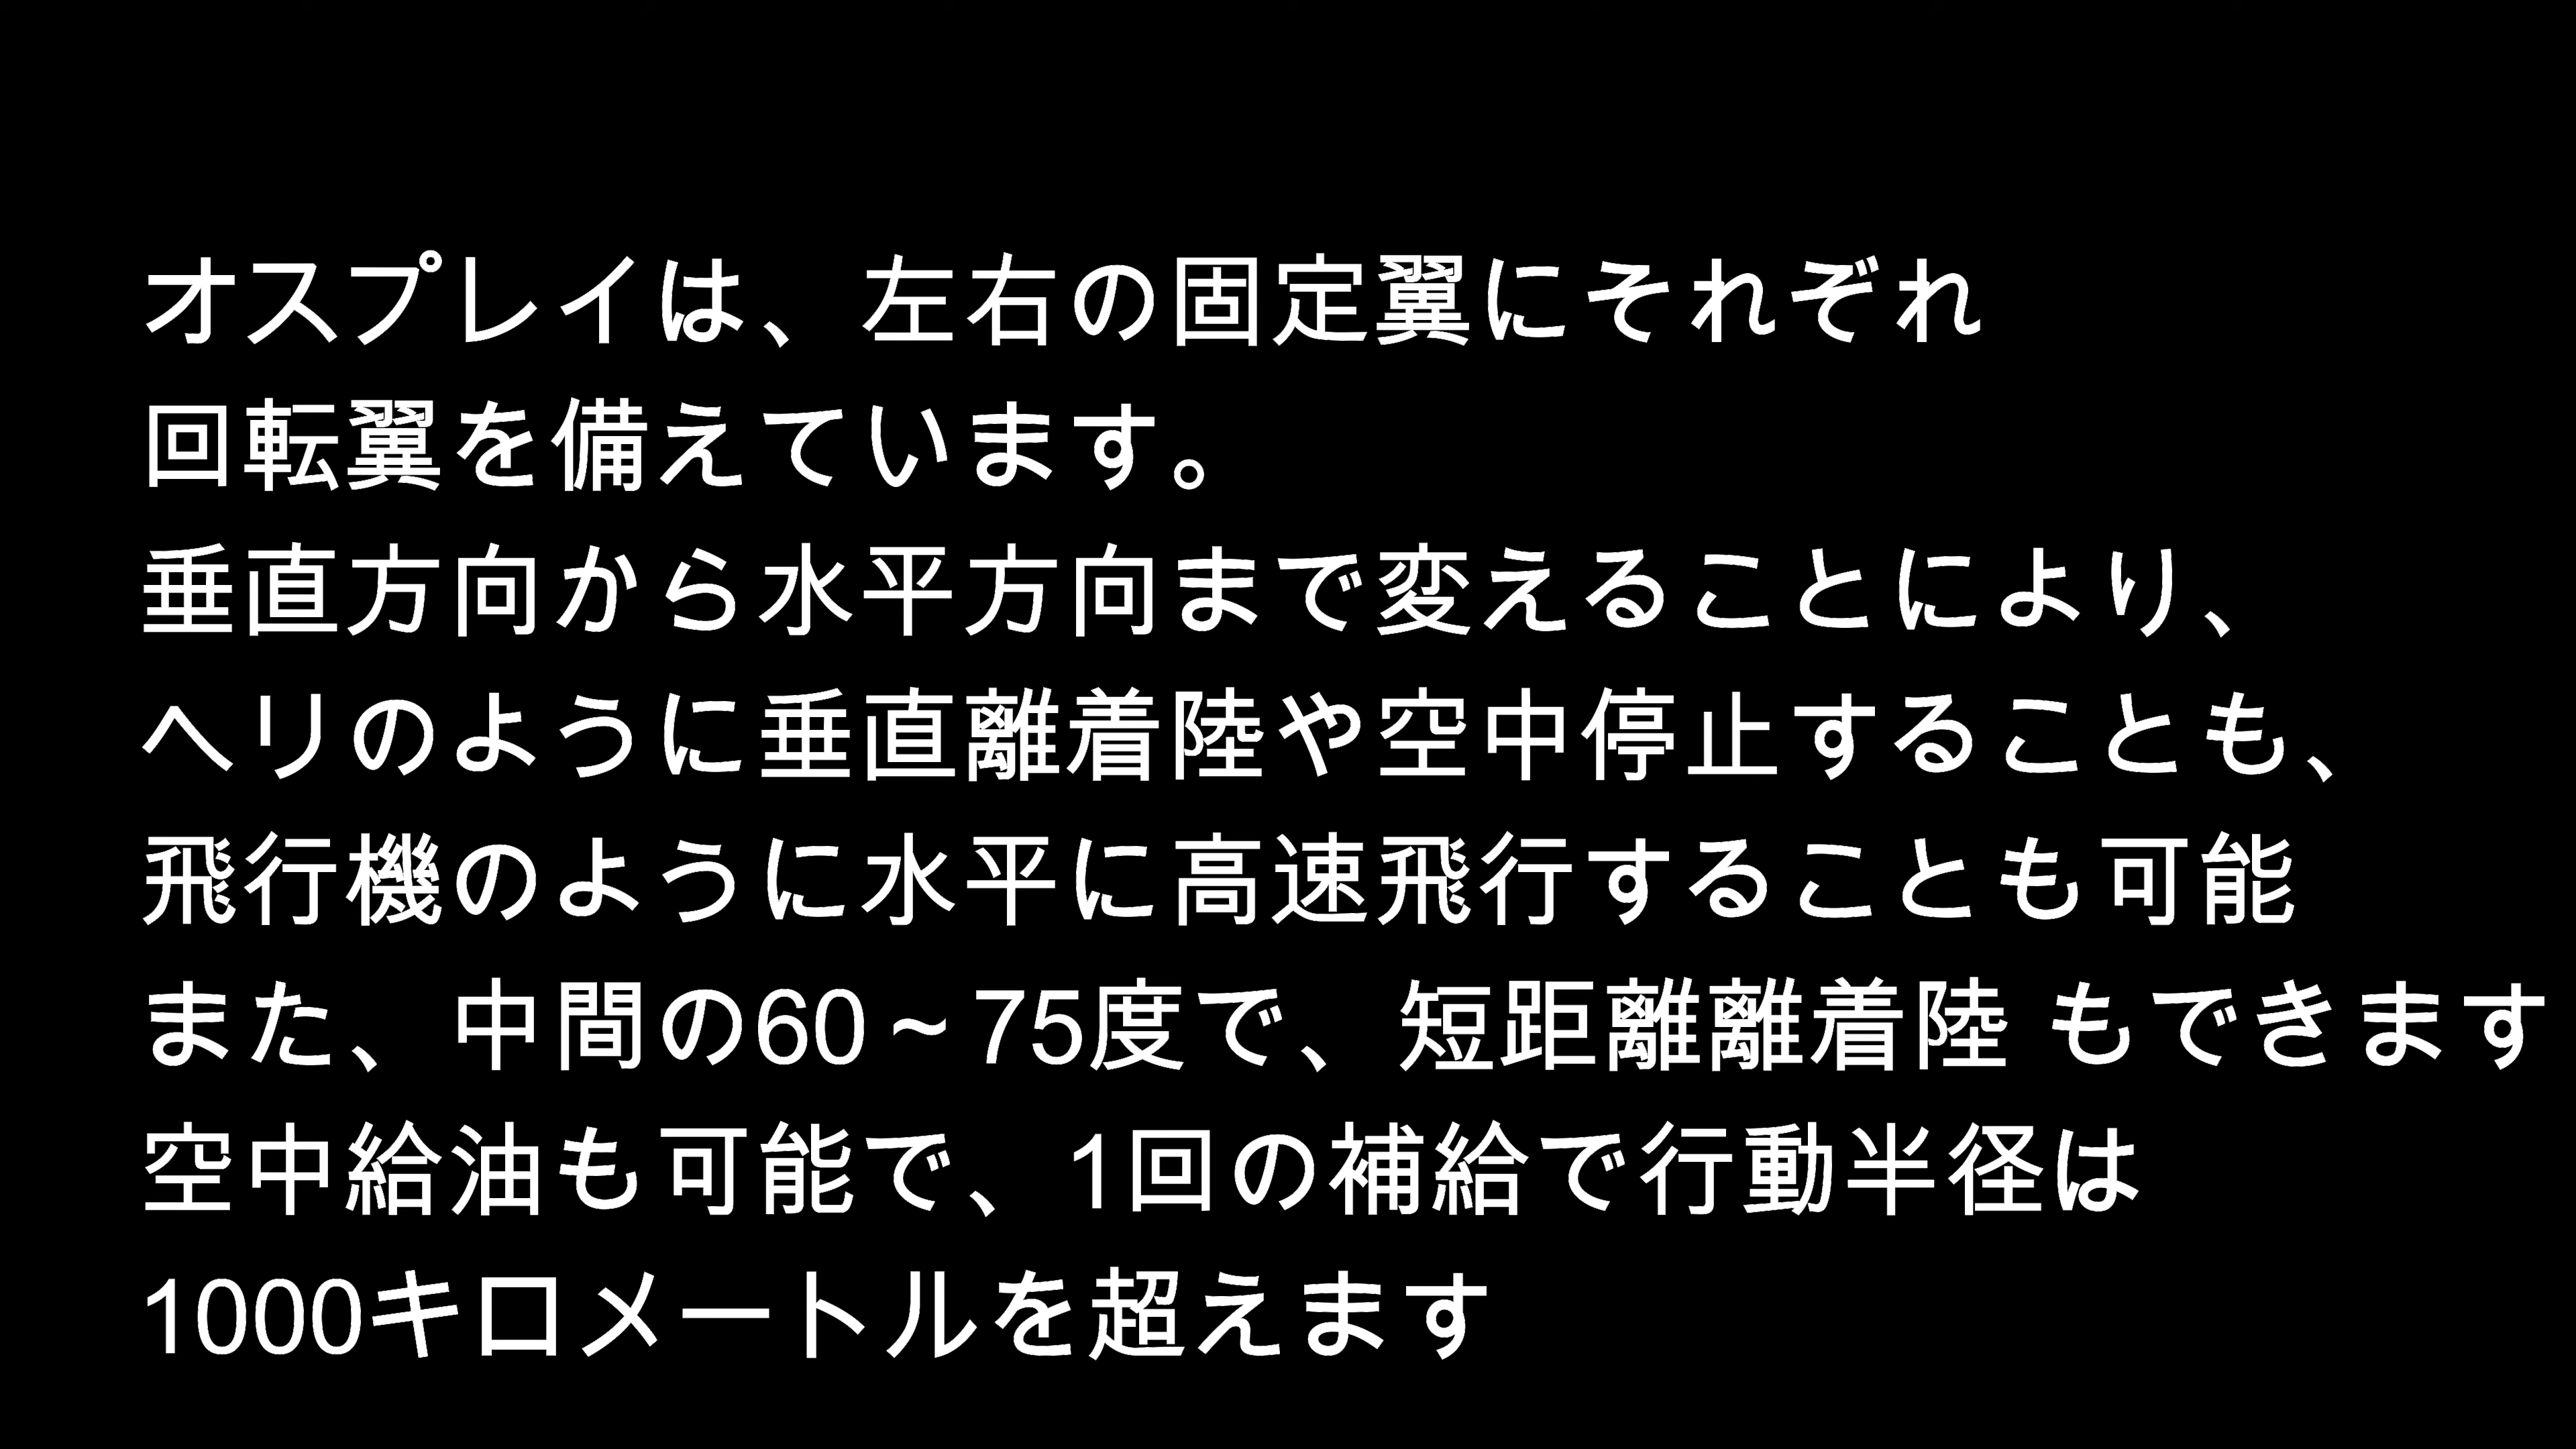 オスプレイは、左右の固定翼にそれぞれ
回転翼を備えています。
垂直方向から水平方向まで変えることにより、
ヘリのように垂直離着陸や空中停止することも、
飛行機のように水平に高速飛行することも可能
また、中間の60～75度で、短距離離着陸 もできます
空中給油も可能で、1回の補給で行動半径は
1000キロメートルを超えます